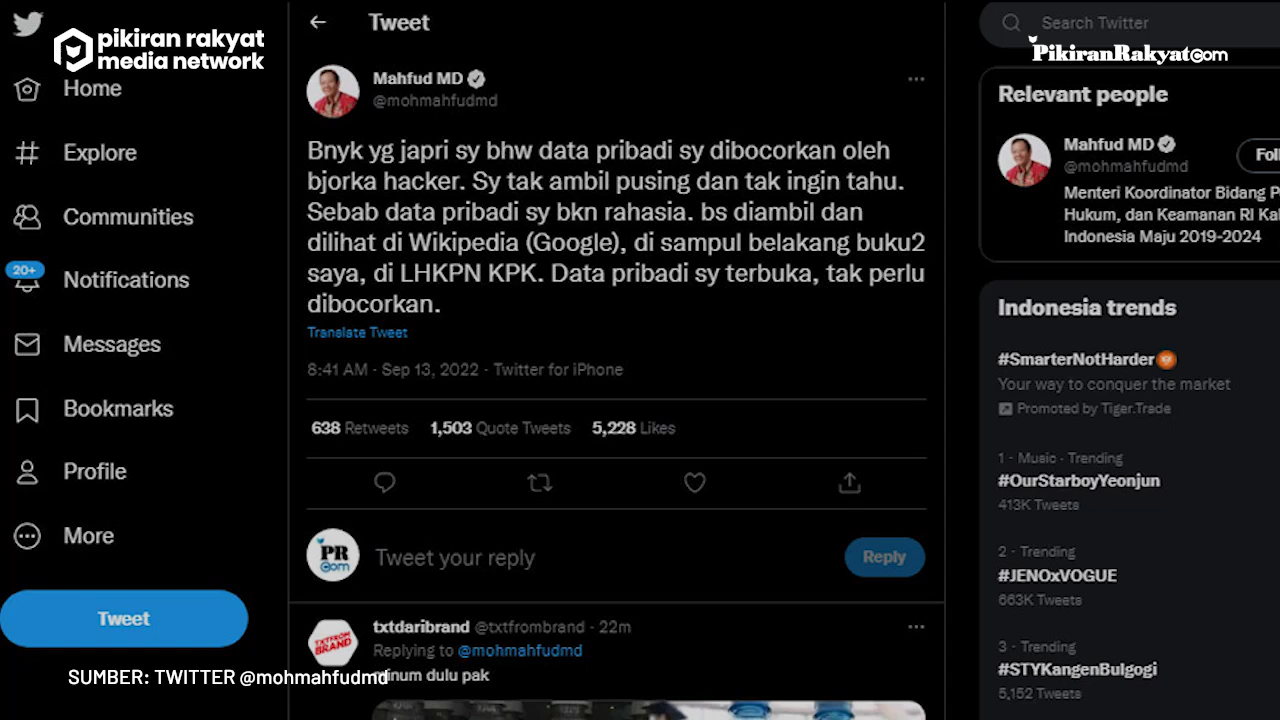 pikiran rakyat
media network
Home
Explore
Communities
20+
Notifications
Messages
Bookmarks
Profile
More
Tweet
Tweet
Mahfud MD
@mohmahfudmd
Bnyk yg japri sy bhw data pribadi sy dibocorkan oleh
bjorka hacker. Sy tak ambil pusing dan tak ingin tahu.
Sebab data pribadi sy bkn rahasia. bs diambil dan
dilihat di Wikipedia (Google), di sampul belakang buku2
saya, di LHKPN KPK. Data pribadi sy terbuka, tak perlu
dibocorkan.
Translate Tweet
8:41 AM · Sep 13, 2022 · Twitter for iPhone
638 Retweets 1,503 Quote Tweets 5,228 Likes
PR
com
Tweet your reply
Reply
TXTFROM
BRAND
txtdaribrand @txtfrombrand · 22m
Replying to @mohmahfudmd
minum dulu pak
SUMBER: TWITTER @mohmahfudmd
Search Twitter
PikiranRakyat.com
Relevant people
Mahfud MD
@mohmahfudmd
Foll
Menteri Koordinator Bidang P
Hukum, dan Keamanan RI Ka
Indonesia Maju 2019-2024
Indonesia trends
#SmarterNotHarder
Your way to conquer the market
Promoted by Tiger.Trade
1 · Music · Trending
#OurStarboyYeonjun
413K Tweets
2 · Trending
#JENOxVOGUE
663K Tweets
3 · Trending
#STYKangenBulgogi
5,152 Tweets